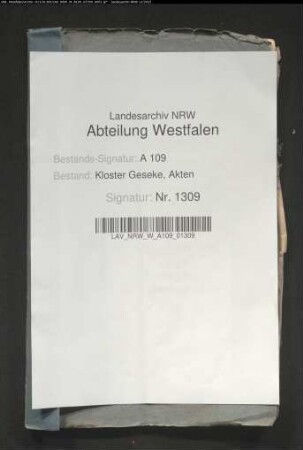 Landesarchiv NRW
Abteilung Westfalen
Bestands-Signatur: A 109
Bestand: Kloster Geseke, Akten
Signatur: Nr. 1309
LAV_NRW_W_A109_01309